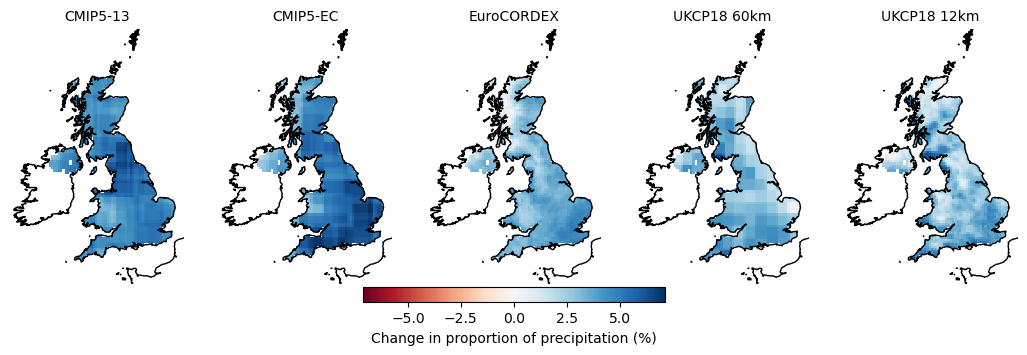 CMIP5-13 CMIP5-EC EuroCORDEX UKCP18 60km UKCP18 12km
−5.0 −2.5 0.0 2.5 5.0
Change in proportion of precipitation (%)